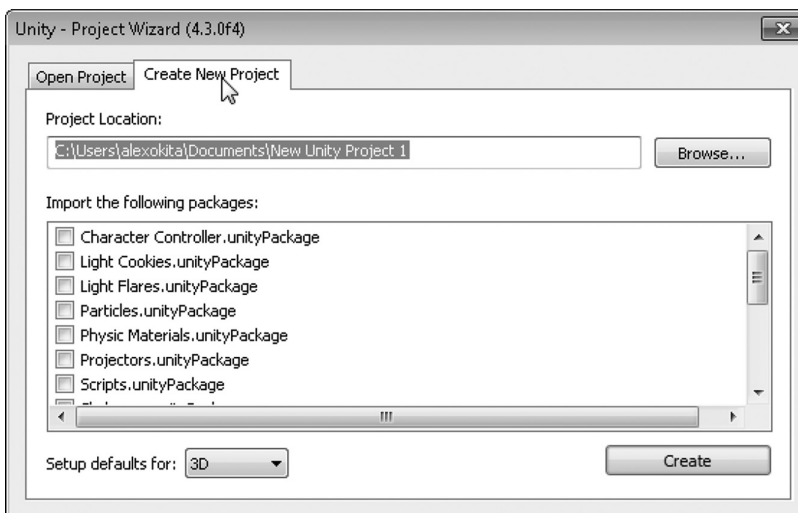 Unity - Project Wizard (4.3.0f4)
Open Project
Create New Project
Project Location:
C:\Users\alexokita\Documents\New Unity Project 1
Browse...
Import the following packages:
Character Controller.unityPackage
Light Cookies.unityPackage
Light Flares.unityPackage
Particles.unityPackage
Physic Materials.unityPackage
Projectors.unityPackage
Scripts.unityPackage
Setup defaults for:
3D
Create